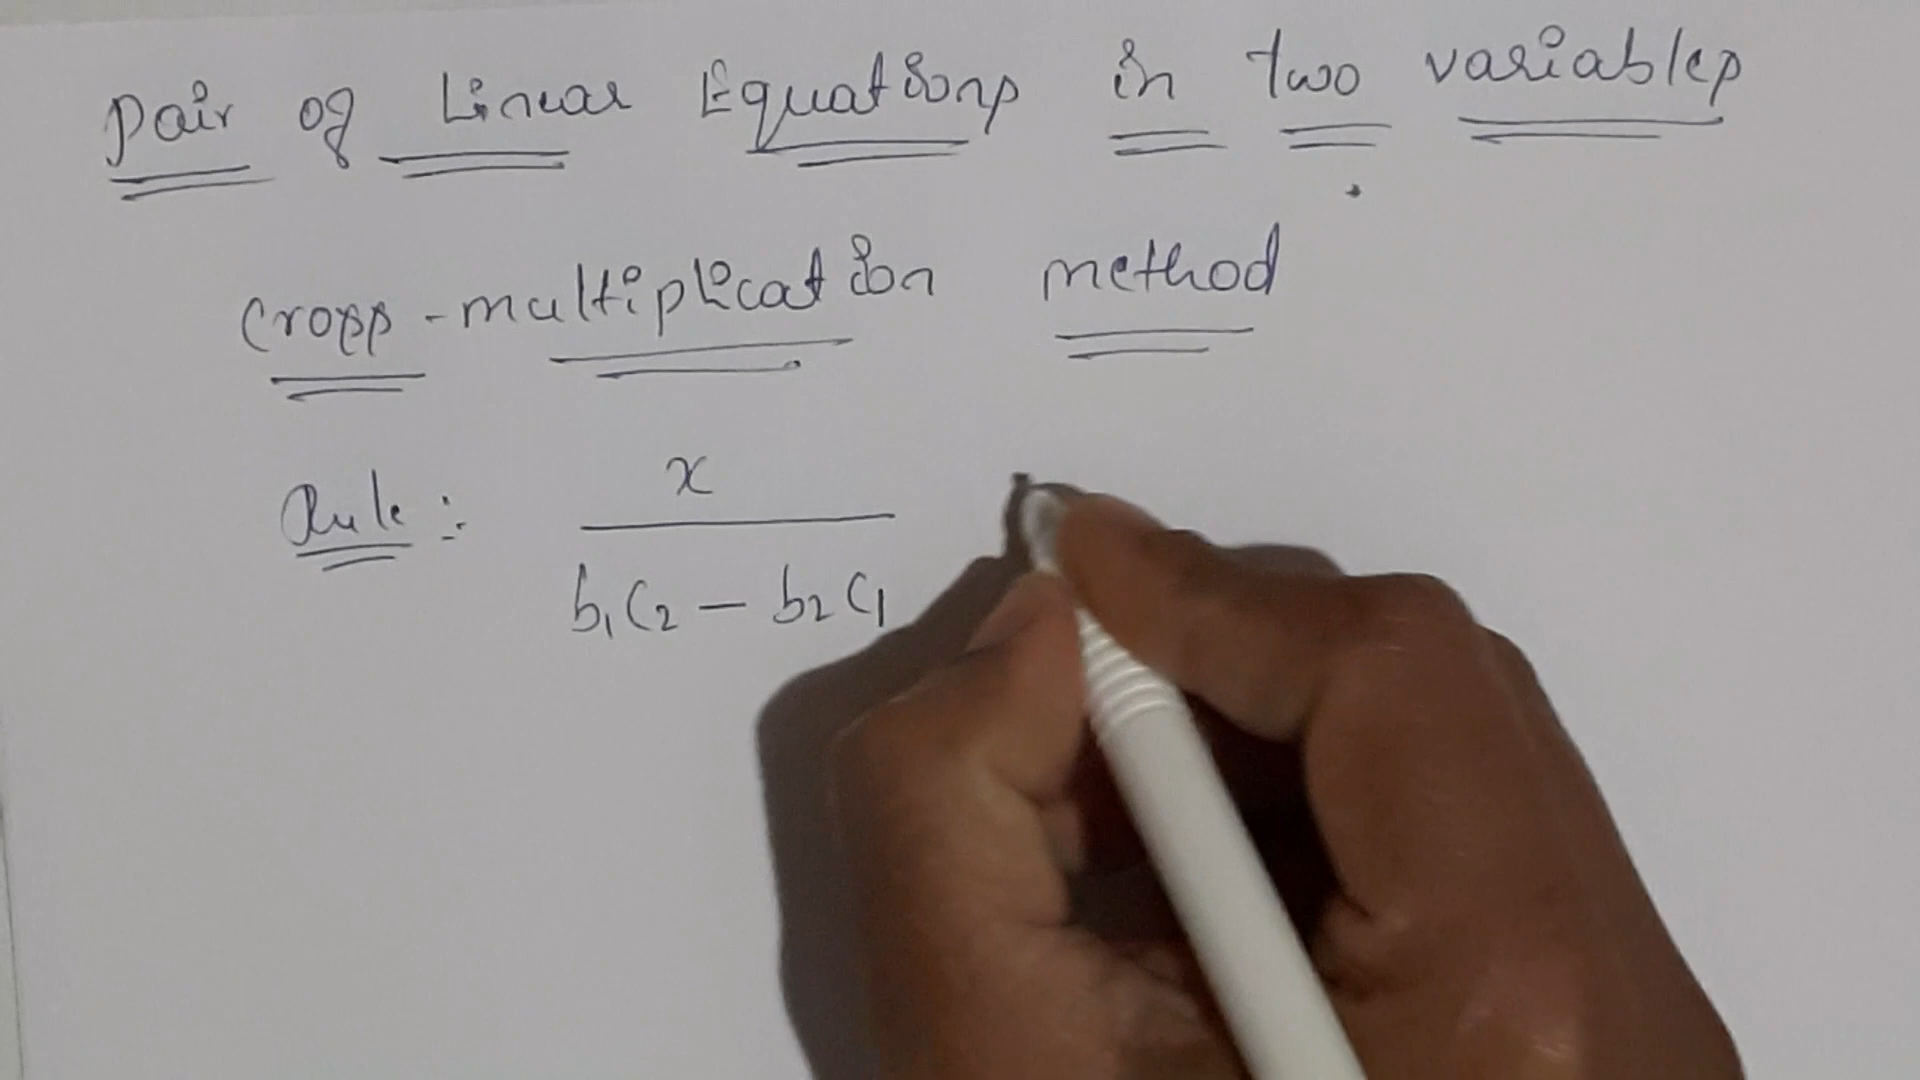 Pair of Linear Equations in two variables
Cross-multiplication method
Rule :- x
b₁c₂ - b₂c₁